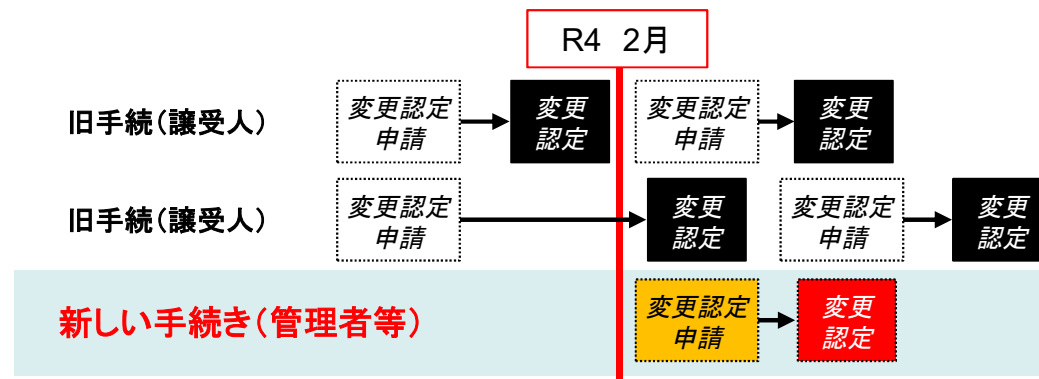 R4 2月
旧手続（譲受人）
変更認定
申請
変更
認定
変更認定
申請
変更
認定
旧手続（譲受人）
変更認定
申請
変更
認定
変更認定
申請
変更
認定
新しい手続き（管理者等）
変更認定
申請
変更
認定